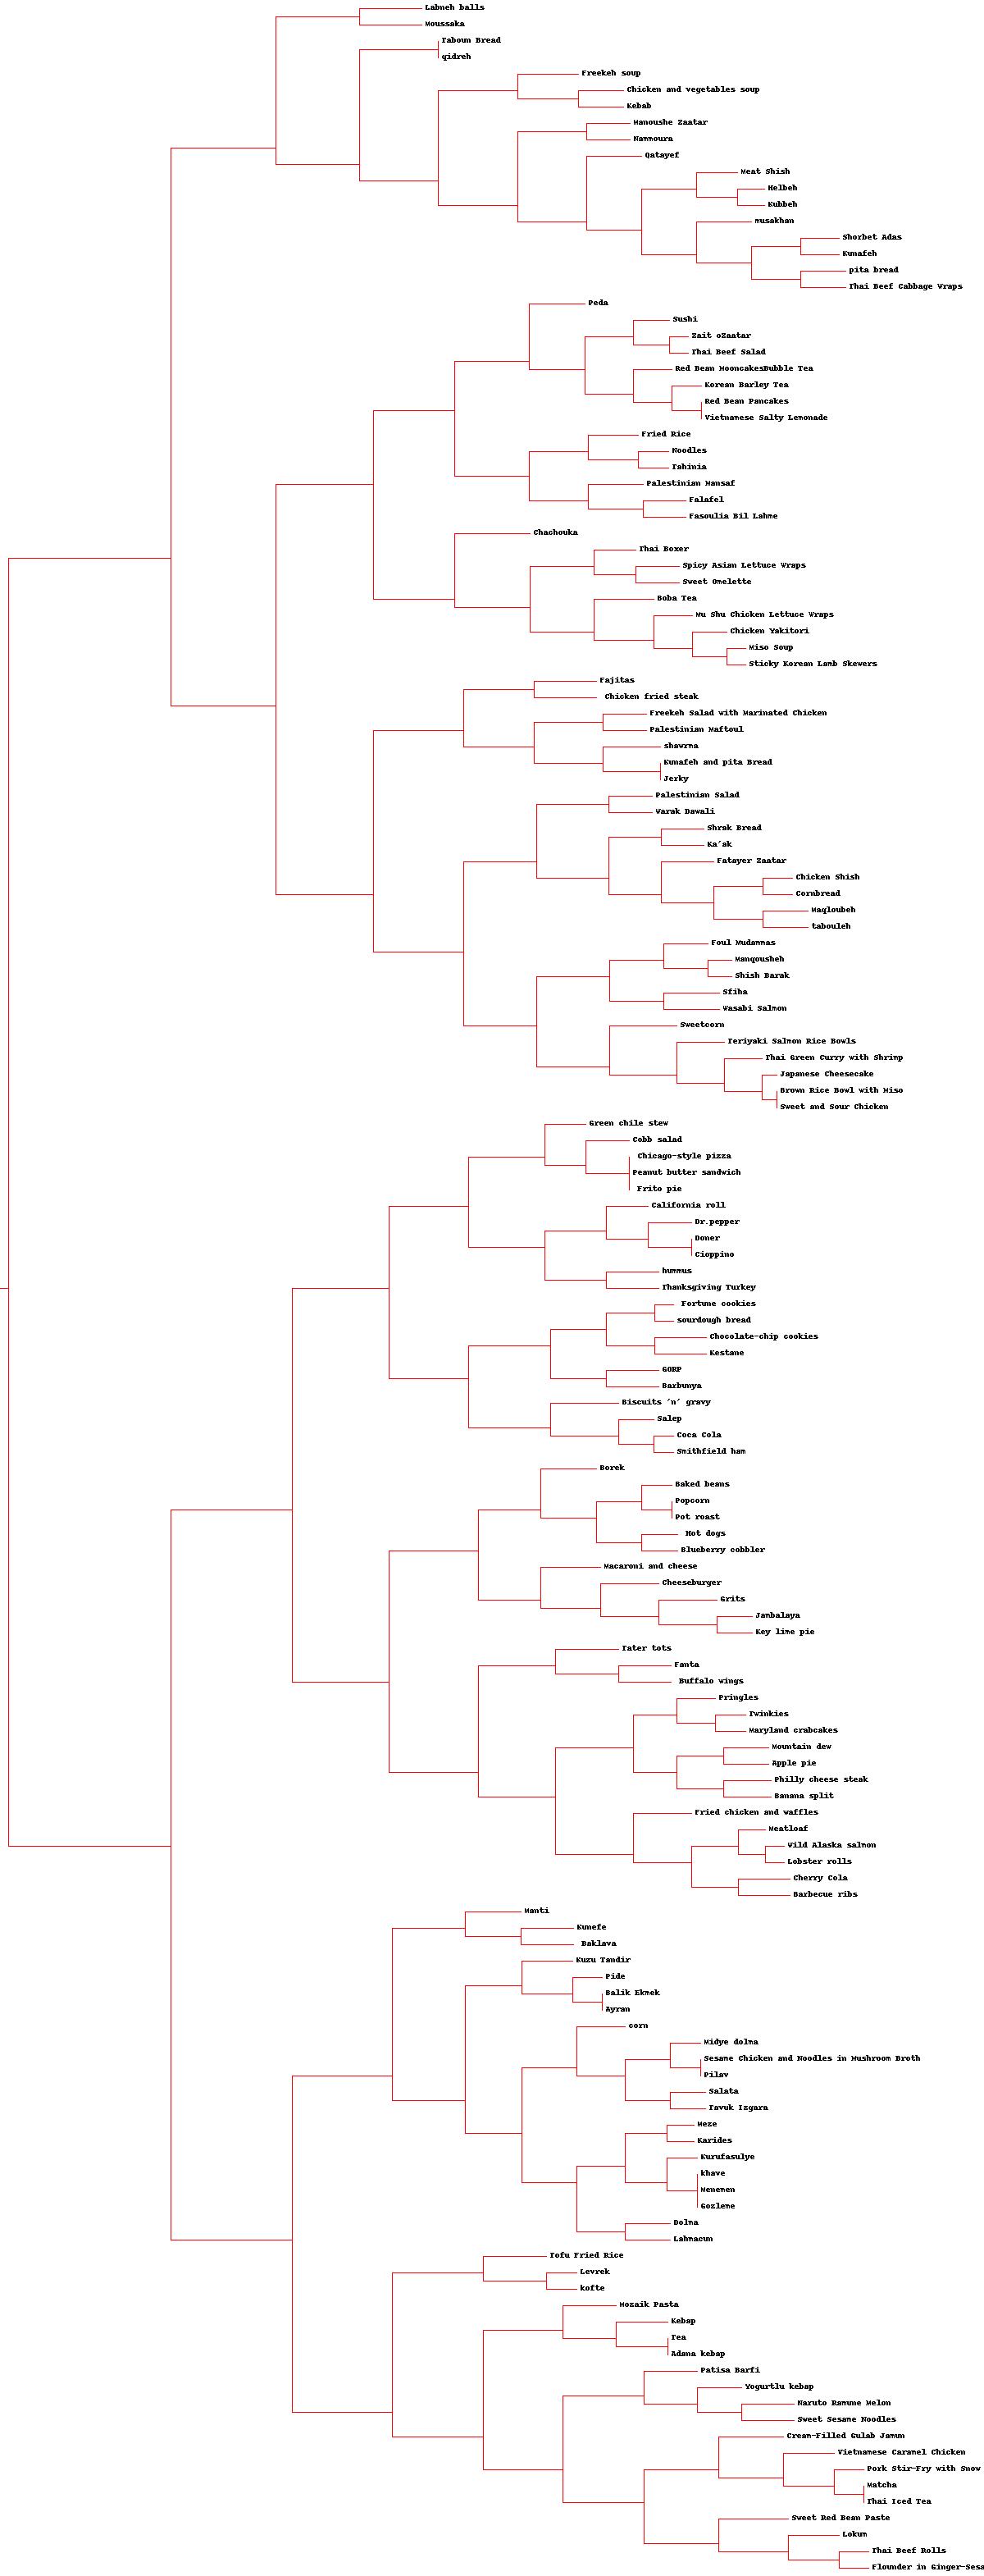 Labneh balls
Moussaka
Taboun Bread
qidreh
Freekeh soup
Chicken and vegetables soup
Kebab
Manoushe Zaatar
Nammoura
Qatayef
Meat Shish
Helbeh
Kubbeh
musakhan
Shorbet Adas
Kunafeh
pita bread
Thai Beef Cabbage Wraps
Peda
Sushi
Zait oZaatar
Thai Beef Salad
Red Bean MooncakesBubble Tea
Korean Barley Tea
Red Bean Pancakes
Vietnamese Salty Lemonade
Fried Rice
Noodles
Tahinia
Palestinian Mansaf
Falafel
Fasoulia Bil Lahme
Chachouka
Thai Boxer
Spicy Asian Lettuce Wraps
Sweet Omelette
Boba Tea
Mu Shu Chicken Lettuce Wraps
Chicken Yakitori
Miso Soup
Sticky Korean Lamb Skewers
Fajitas
Chicken fried steak
Freekeh Salad with Marinated Chicken
Palestinian Maftoul
shawrma
Kunafeh and pita Bread
Jerky
Palestinian Salad
Warak Dawali
Shrak Bread
Ka'ak
Fatayer Zaatar
Chicken Shish
Cornbread
Maqloubeh
tabouleh
Foul Mudammas
Manqousheh
Shish Barak
Sfiha
Wasabi Salmon
Sweetcorn
Teriyaki Salmon Rice Bowls
Thai Green Curry with Shrimp
Japanese Cheesecake
Brown Rice Bowl with Miso
Sweet and Sour Chicken
Green chile stew
Cobb salad
Chicago-style pizza
Peanut butter sandwich
Frito pie
California roll
Dr.pepper
Doner
Cioppino
hummus
Thanksgiving Turkey
Fortune cookies
sourdough bread
Chocolate-chip cookies
Kestane
GORP
Barbunya
Biscuits 'n' gravy
Salep
Coca Cola
Smithfield ham
Borek
Baked beans
Popcorn
Pot roast
Hot dogs
Blueberry cobbler
Macaroni and cheese
Cheeseburger
Grits
Jambalaya
Key lime pie
Tater tots
Fanta
Buffalo wings
Pringles
Twinkies
Maryland crabcakes
Mountain dew
Apple pie
Philly cheese steak
Banana split
Fried chicken and waffles
Meatloaf
Wild Alaska salmon
Lobster rolls
Cherry Cola
Barbecue ribs
Manti
Kunefe
Baklava
Kuzu Tandir
Pide
Balik Ekmek
Ayran
corn
Midye dolma
Sesame Chicken and Noodles in Mushroom Broth
Pilav
Salata
Tavuk Izgara
Meze
Karides
Kurufasulye
khave
Menemen
Gozleme
Dolma
Lahmacun
Tofu Fried Rice
Levrek
kofte
Mozaik Pasta
Kebap
Tea
Adana kebap
Patisa Barfi
Yogurtlu kebap
Naruto Ramune Melon
Sweet Sesame Noodles
Cream-Filled Gulab Jamun
Vietnamese Caramel Chicken
Pork Stir-Fry with Snow
Matcha
Thai Iced Tea
Sweet Red Bean Paste
Lokum
Thai Beef Rolls
Flounder in Ginger-Sesa